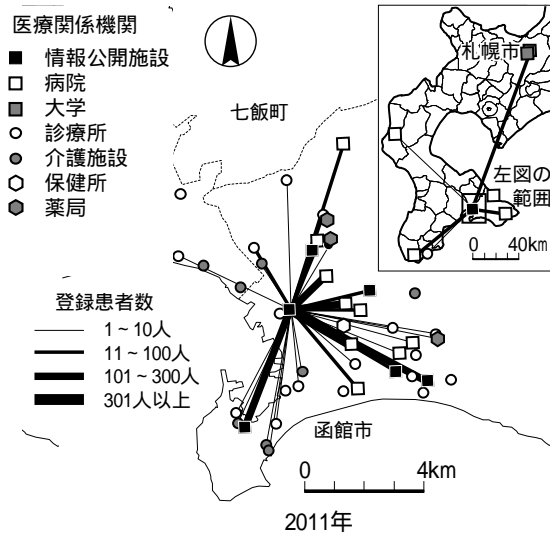 医療関係機関
情報公開施設
病院
大学
診療所
介護施設
保健所
薬局
七飯町
札幌市
左図の
範囲
0 40km
登録患者数
1～10人
11～100人
101～300人
301人以上
函館市
0 4km
2011年